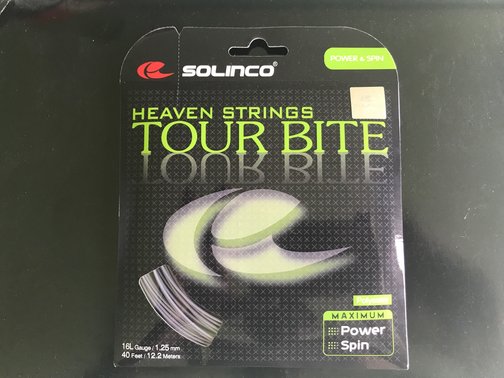 SOLINCO
POWER & SPIN
HEAVEN STRINGS
TOUR BITE
MAXIMUM
Power
Spin
16L Gauge / 1.25 mm
40 Feet / 12.2 Meters